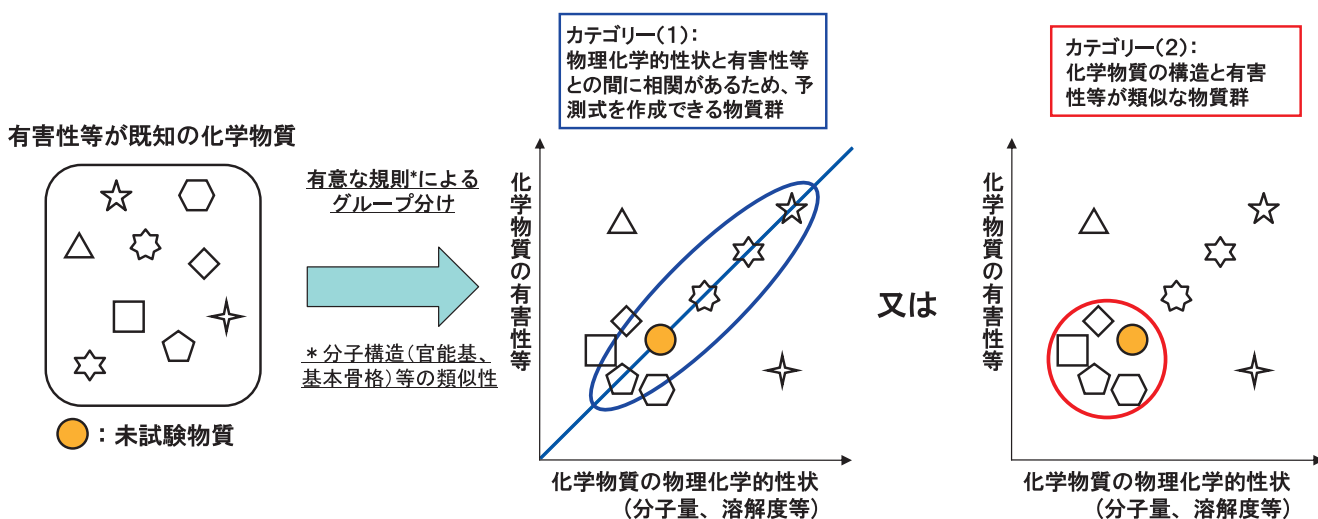 有害性等が既知の化学物質
：未試験物質
有意な規則*による
グループ分け
*分子構造（官能基、
基本骨格）等の類似性
カテゴリー（1）：
物理化学的性状と有害性等
との間に相関があるため、予
測式を作成できる物質群
化学物質の有害性等
化学物質の物理化学的性状
（分子量、溶解度等）
又は
カテゴリー（2）：
化学物質の構造と有害
性等が類似な物質群
化学物質の有害性等
化学物質の物理化学的性状
（分子量、溶解度等）